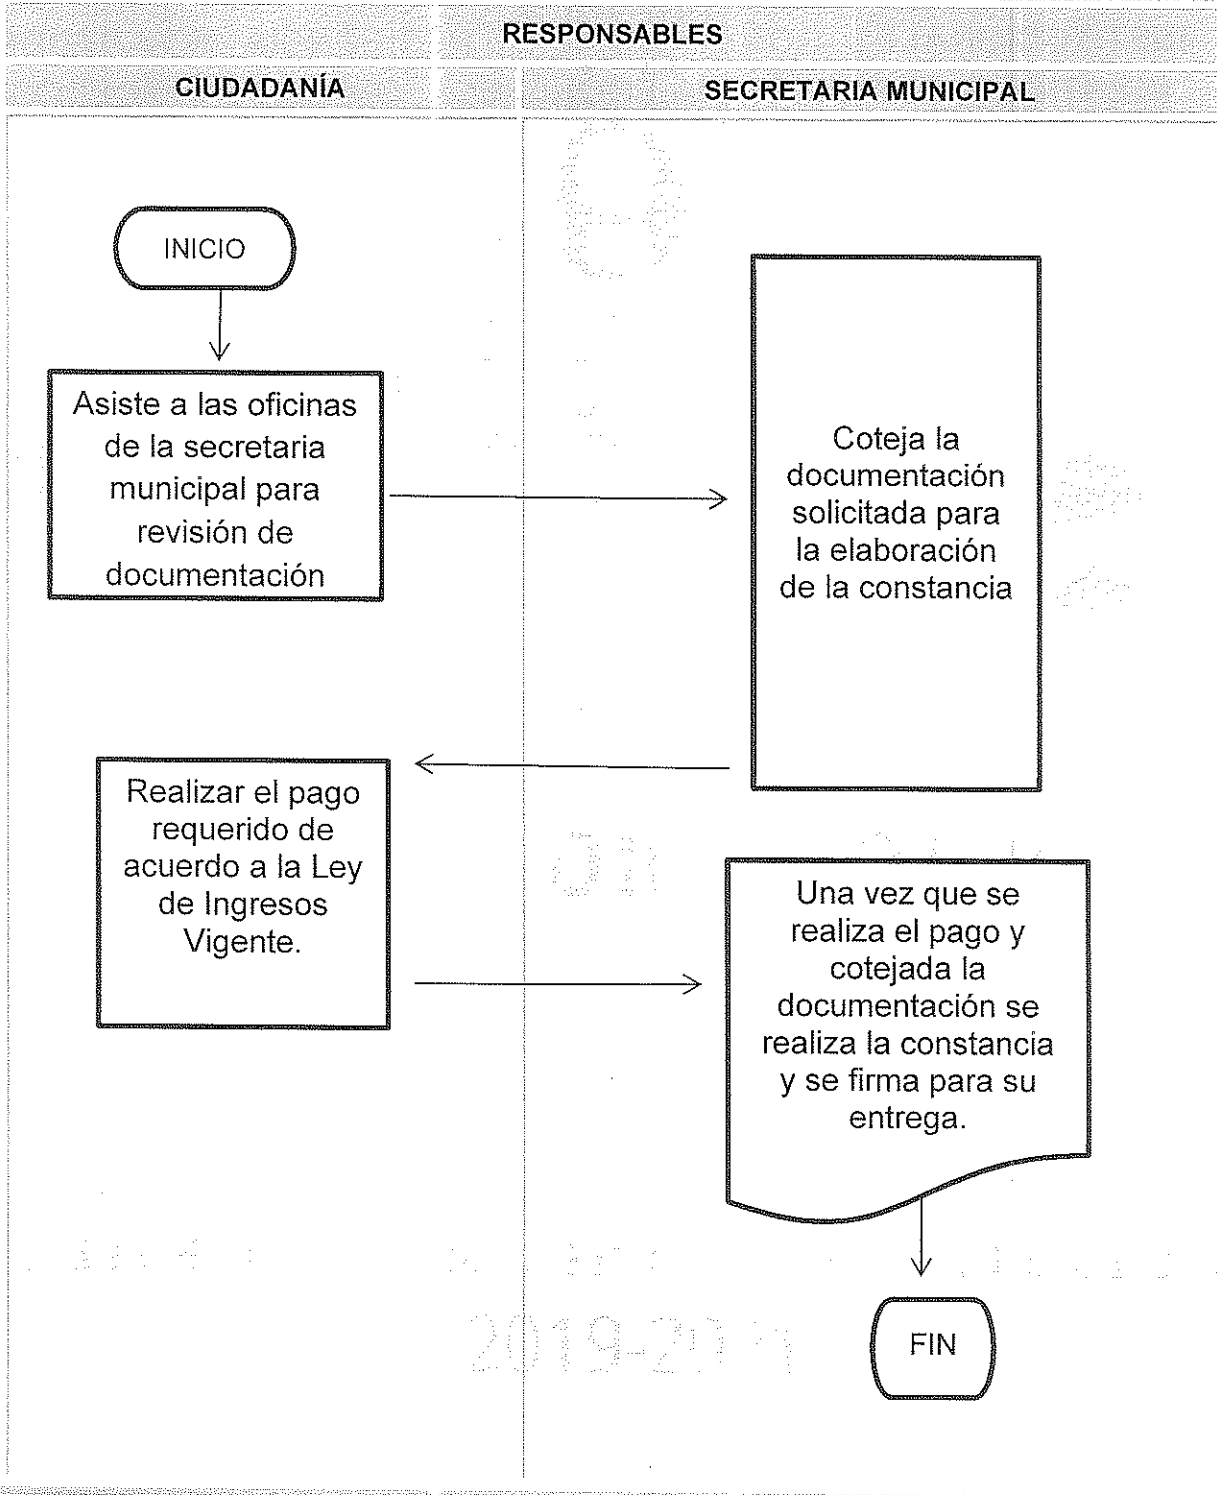 RESPONSABLES
CIUDADANÍA
SECRETARIA MUNICIPAL
INICIO
Asiste a las oficinas
de la secretaria
municipal para
revisión de
documentación
Coteja la
documentación
solicitada para
la elaboración
de la constancia
Realizar el pago
requerido de
acuerdo a la Ley
de Ingresos
Vigente.
Una vez que se
realiza el pago y
cotejada la
documentación se
realiza la constancia
y se firma para su
entrega.
FIN